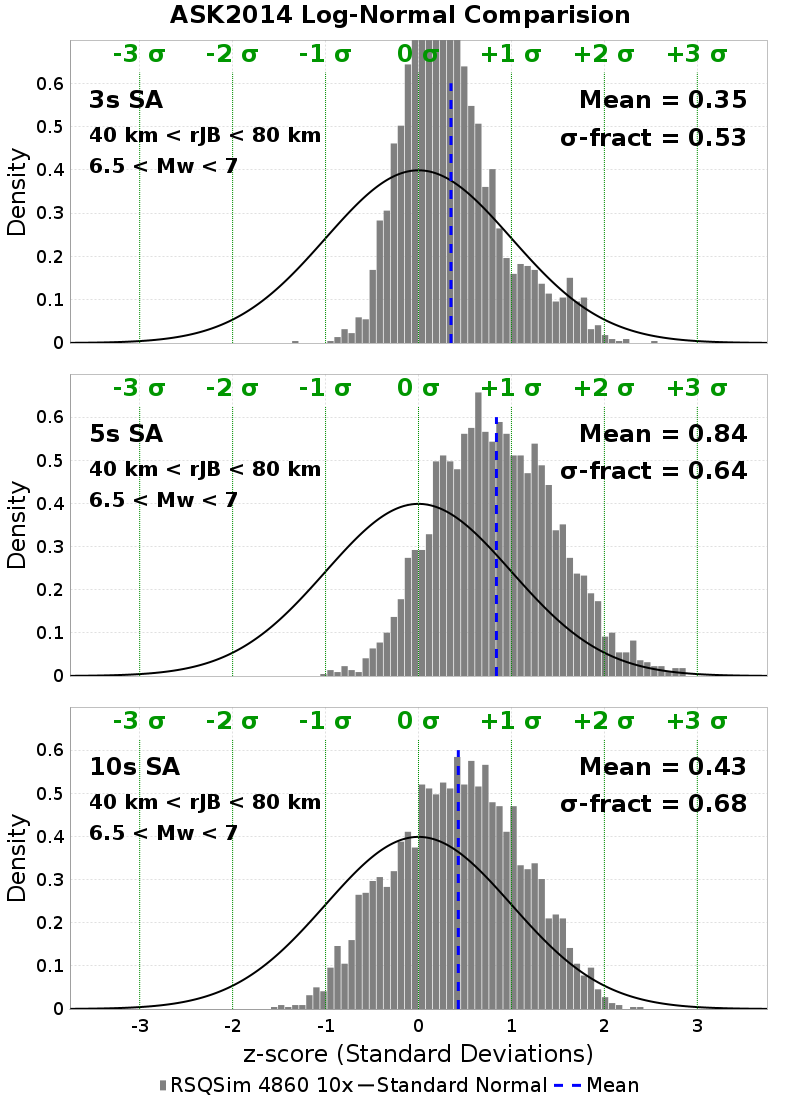 ASK2014 Log-Normal Comparision
-3 σ -2 σ -1 σ 0 σ +1 σ +2 σ +3 σ
3s SA
Mean = 0.35
40 km < rJB < 80 km
σ-fract = 0.53
6.5 < Mw < 7
Density
0.6
0.5
0.4
0.3
0.2
0.1
0
-3 σ -2 σ -1 σ 0 σ +1 σ +2 σ +3 σ
5s SA
Mean = 0.84
40 km < rJB < 80 km
σ-fract = 0.64
6.5 < Mw < 7
Density
0.6
0.5
0.4
0.3
0.2
0.1
0
-3 σ -2 σ -1 σ 0 σ +1 σ +2 σ +3 σ
10s SA
Mean = 0.43
40 km < rJB < 80 km
σ-fract = 0.68
6.5 < Mw < 7
Density
0.6
0.5
0.4
0.3
0.2
0.1
0
-3 -2 -1 0 1 2 3
z-score (Standard Deviations)
RSQSim 4860 10x Standard Normal Mean